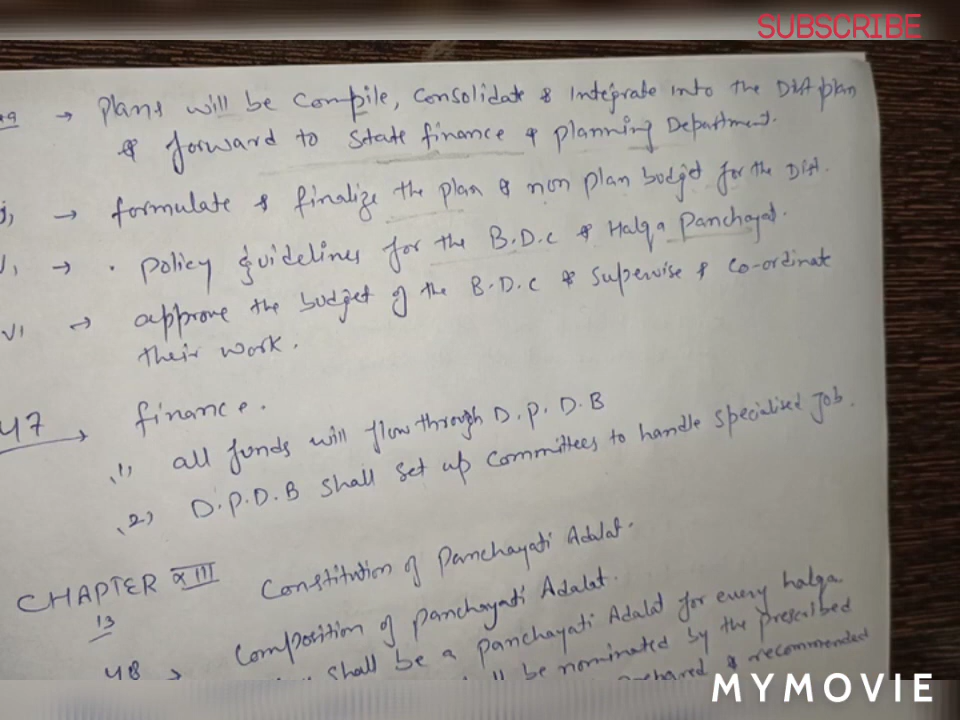 SUBSCRIBE
→ Plans will be Compile, Consolidate & Integrate into the Distt plan
& forward to State finance & planning Department.
→ formulate & finalize the plan & non plan budget for the Distt.
→ . Policy guidelines for the B.D.C & Halqa Panchayat.
→ approve the budget of the B.D.C & Supervise & Co-ordinate
their work.
47 → finance.
(1) all funds will flow through D.P.D.B
(2) D.P.D.B shall set up Committees to handle specialised Job.
CHAPTER XIII Constitution of Panchayati Adalat.
13
48 → Composition of Panchayati Adalat.
shall be a Panchayati Adalat for every halqa
be nominated by the prescribed
& recommended
MYMOVIE